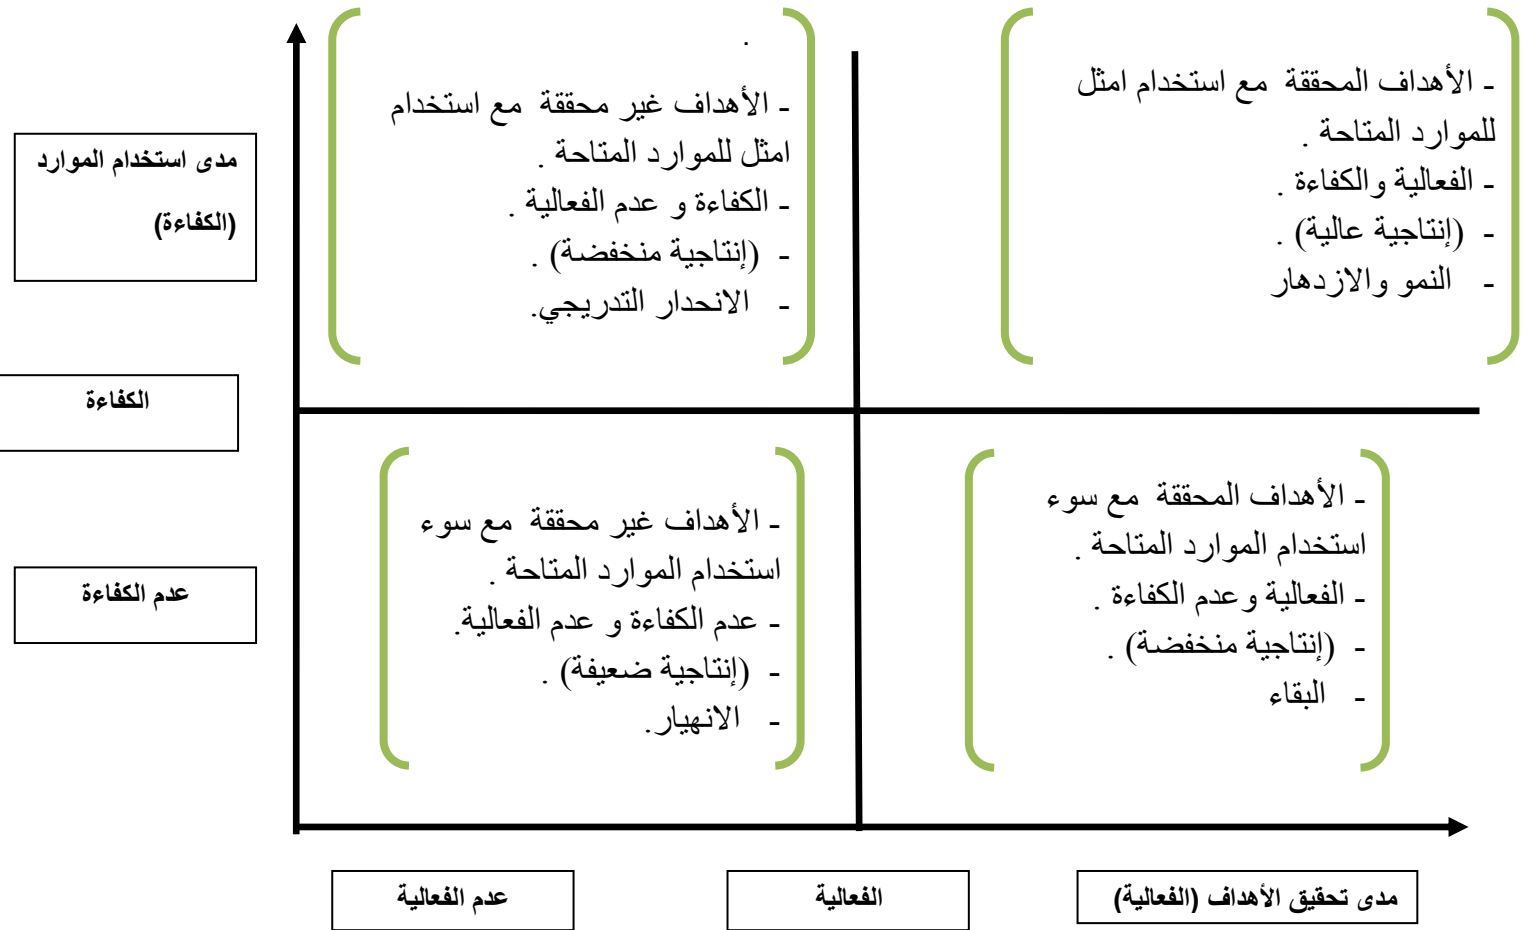 - الأهداف المحققة مع استخدام امثل
للموارد المتاحة .
- الفعالية والكفاءة .
- (إنتاجية عالية) .
- النمو والازدهار
.
- الأهداف غير محققة مع استخدام
امثل للموارد المتاحة .
- الكفاءة و عدم الفعالية .
- (إنتاجية منخفضة) .
- الانحدار التدريجي.
مدى استخدام الموارد
(الكفاءة)
الكفاءة
- الأهداف المحققة مع سوء
استخدام الموارد المتاحة .
- الفعالية وعدم الكفاءة .
- (إنتاجية منخفضة) .
- البقاء
- الأهداف غير محققة مع سوء
استخدام الموارد المتاحة .
- عدم الكفاءة و عدم الفعالية.
- (إنتاجية ضعيفة) .
- الانهيار.
عدم الكفاءة
مدى تحقيق الأهداف (الفعالية)
الفعالية
عدم الفعالية